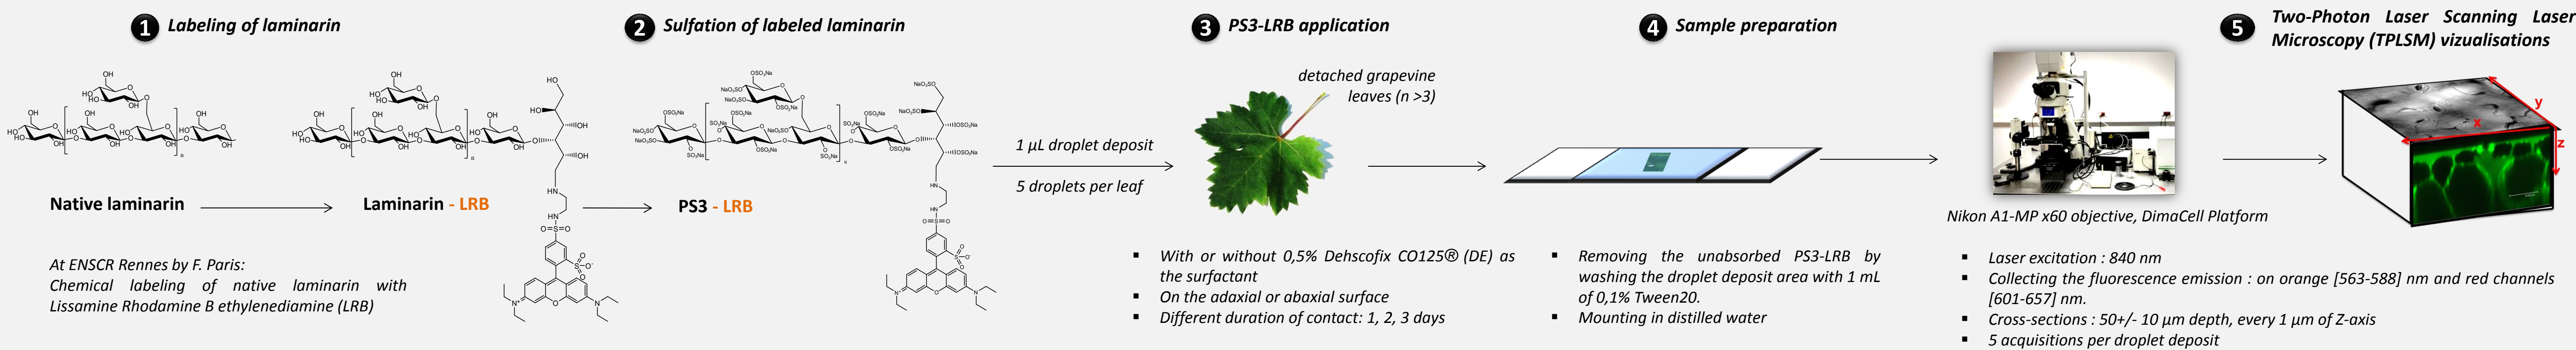 1 Labeling of laminarin
Native laminarin
Laminarin - LRB
At ENSCR Rennes by F. Paris:
Chemical labeling of native laminarin with
Lissamine Rhodamine B ethylenediamine (LRB)
2 Sulfation of labeled laminarin
PS3 - LRB
1 µL droplet deposit
5 droplets per leaf
3 PS3-LRB application
detached grapevine
leaves (n >3)
▪ With or without 0,5% Dehscofix CO125® (DE) as
the surfactant
▪ On the adaxial or abaxial surface
▪ Different duration of contact: 1, 2, 3 days
4 Sample preparation
▪ Removing the unabsorbed PS3-LRB by
washing the droplet deposit area with 1 mL
of 0,1% Tween20.
▪ Mounting in distilled water
5 Two-Photon Laser Scanning Laser
Microscopy (TPLSM) vizualisations
x
y
z
Nikon A1-MP x60 objective, DimaCell Platform
▪ Laser excitation : 840 nm
▪ Collecting the fluorescence emission : on orange [563-588] nm and red channels
[601-657] nm.
▪ Cross-sections : 50+/- 10 µm depth, every 1 µm of Z-axis
▪ 5 acquisitions per droplet deposit